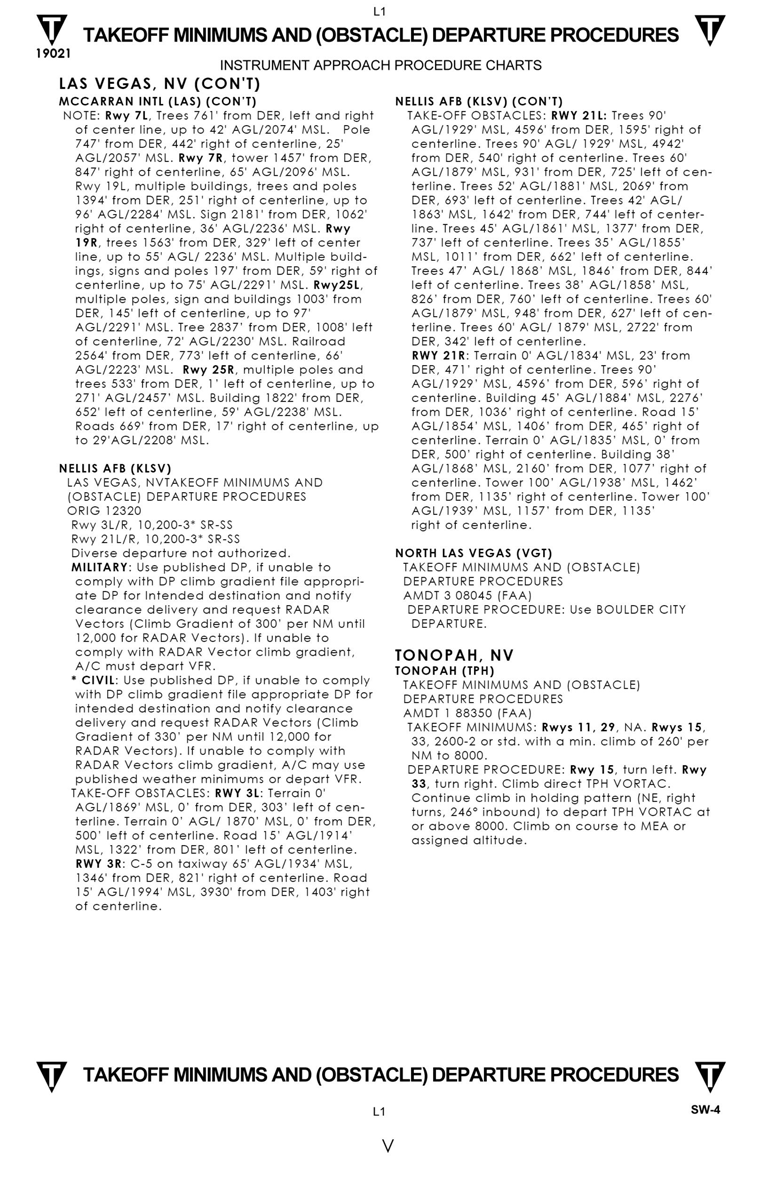 L1
TAKEOFF MINIMUMS AND (OBSTACLE) DEPARTURE PROCEDURES
19021
INSTRUMENT APPROACH PROCEDURE CHARTS
LAS VEGAS, NV (CON'T)
MCCARRAN INTL (LAS) (CON'T)
NOTE: Rwy 7L, Trees 761' from DER, left and right
of center line, up to 42' AGL/2074' MSL. Pole
747' from DER, 442' right of centerline, 25'
AGL/2057' MSL. Rwy 7R, tower 1457' from DER,
847' right of centerline, 65' AGL/2096' MSL.
Rwy 19L, multiple buildings, trees and poles
1394' from DER, 251' right of centerline, up to
96' AGL/2284' MSL. Sign 2181' from DER, 1062'
right of centerline, 36' AGL/2236' MSL. Rwy
19R, trees 1563' from DER, 329' left of center
line, up to 55' AGL/ 2236' MSL. Multiple build-
ings, signs and poles 197' from DER, 59' right of
centerline, up to 75' AGL/2291' MSL. Rwy25L,
multiple poles, sign and buildings 1003' from
DER, 145' left of centerline, up to 97'
AGL/2291' MSL. Tree 2837' from DER, 1008' left
of centerline, 72' AGL/2230' MSL. Railroad
2564' from DER, 773' left of centerline, 66'
AGL/2223' MSL. Rwy 25R, multiple poles and
trees 533' from DER, 1' left of centerline, up to
271' AGL/2457' MSL. Building 1822' from DER,
652' left of centerline, 59' AGL/2238' MSL.
Roads 669' from DER, 17' right of centerline, up
to 29'AGL/2208' MSL.
NELLIS AFB (KLSV)
LAS VEGAS, NVTAKEOFF MINIMUMS AND
(OBSTACLE) DEPARTURE PROCEDURES
ORIG 12320
Rwy 3L/R, 10,200-3* SR-SS
Rwy 21L/R, 10,200-3* SR-SS
Diverse departure not authorized.
MILITARY: Use published DP, if unable to
comply with DP climb gradient file appropri-
ate DP for Intended destination and notify
clearance delivery and request RADAR
Vectors (Climb Gradient of 300' per NM until
12,000 for RADAR Vectors). If unable to
comply with RADAR Vector climb gradient,
A/C must depart VFR.
* CIVIL: Use published DP, if unable to comply
with DP climb gradient file appropriate DP for
intended destination and notify clearance
delivery and request RADAR Vectors (Climb
Gradient of 330' per NM until 12,000 for
RADAR Vectors). If unable to comply with
RADAR Vectors climb gradient, A/C may use
published weather minimums or depart VFR.
TAKE-OFF OBSTACLES: RWY 3L: Terrain 0'
AGL/1869' MSL, 0' from DER, 303' left of cen-
terline. Terrain 0' AGL/ 1870' MSL, 0' from DER,
500' left of centerline. Road 15' AGL/1914'
MSL, 1322' from DER, 801' left of centerline.
RWY 3R: C-5 on taxiway 65' AGL/1934' MSL,
1346' from DER, 821' right of centerline. Road
15' AGL/1994' MSL, 3930' from DER, 1403' right
of centerline.
NELLIS AFB (KLSV) (CON'T)
TAKE-OFF OBSTACLES: RWY 21L: Trees 90'
AGL/1929' MSL, 4596' from DER, 1595' right of
centerline. Trees 90' AGL/ 1929' MSL, 4942'
from DER, 540' right of centerline. Trees 60'
AGL/1879' MSL, 931' from DER, 725' left of cen-
terline. Trees 52' AGL/1881' MSL, 2069' from
DER, 693' left of centerline. Trees 42' AGL/
1863' MSL, 1642' from DER, 744' left of center-
line. Trees 45' AGL/1861' MSL, 1377' from DER,
737' left of centerline. Trees 35' AGL/1855'
MSL, 1011' from DER, 662' left of centerline.
Trees 47' AGL/ 1868' MSL, 1846' from DER, 844'
left of centerline. Trees 38' AGL/1858' MSL,
826' from DER, 760' left of centerline. Trees 60'
AGL/1879' MSL, 948' from DER, 627' left of cen-
terline. Trees 60' AGL/ 1879' MSL, 2722' from
DER, 342' left of centerline.
RWY 21R: Terrain 0' AGL/1834' MSL, 23' from
DER, 471' right of centerline. Trees 90'
AGL/1929' MSL, 4596' from DER, 596' right of
centerline. Building 45' AGL/1884' MSL, 2276'
from DER, 1036' right of centerline. Road 15'
AGL/1854' MSL, 1406' from DER, 465' right of
centerline. Terrain 0' AGL/1835' MSL, 0' from
DER, 500' right of centerline. Building 38'
AGL/1868' MSL, 2160' from DER, 1077' right of
centerline. Tower 100' AGL/1938' MSL, 1462'
from DER, 1135' right of centerline. Tower 100'
AGL/1939' MSL, 1157' from DER, 1135'
right of centerline.
NORTH LAS VEGAS (VGT)
TAKEOFF MINIMUMS AND (OBSTACLE)
DEPARTURE PROCEDURES
AMDT 3 08045 (FAA)
DEPARTURE PROCEDURE: Use BOULDER CITY
DEPARTURE.
TONOPAH, NV
TONOPAH (TPH)
TAKEOFF MINIMUMS AND (OBSTACLE)
DEPARTURE PROCEDURES
AMDT 1 88350 (FAA)
TAKEOFF MINIMUMS: Rwys 11, 29, NA. Rwys 15,
33, 2600-2 or std. with a min. climb of 260' per
NM to 8000.
DEPARTURE PROCEDURE: Rwy 15, turn left. Rwy
33, turn right. Climb direct TPH VORTAC.
Continue climb in holding pattern (NE, right
turns, 246° inbound) to depart TPH VORTAC at
or above 8000. Climb on course to MEA or
assigned altitude.
TAKEOFF MINIMUMS AND (OBSTACLE) DEPARTURE PROCEDURES
L1
SW-4
V